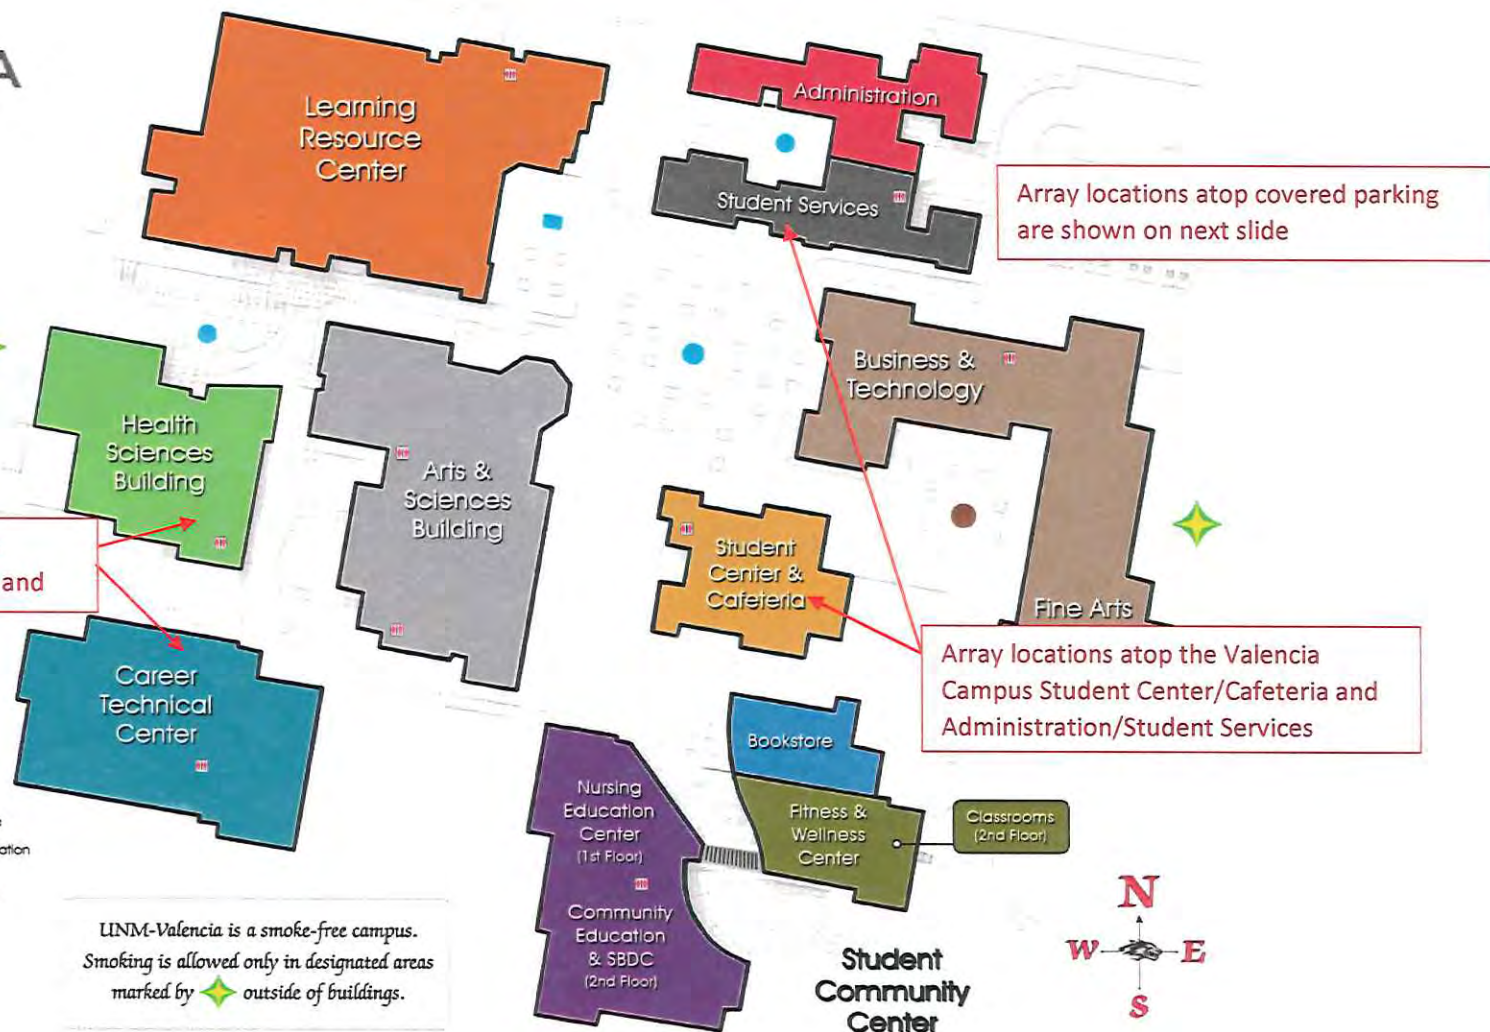 A
Learning
Resource
Center
Administration
Student Services
Array locations atop covered parking
are shown on next slide
Business &
Technology
Health
Sciences
Building
Arts &
Sciences
Building
and
Student
Center &
Cafeteria
Fine Arts
Array locations atop the Valencia
Campus Student Center/Cafeteria and
Administration/Student Services
Career
Technical
Center
Bookstore
Nursing
Education
Center
(1st Floor)
Fitness &
Wellness
Center
Classrooms
(2nd Floor)
ation
Community
Education
& SBDC
(2nd Floor)
UNM-Valencia is a smoke-free campus.
Smoking is allowed only in designated areas
marked by outside of buildings.
Student
Community
Center
N
W E
S